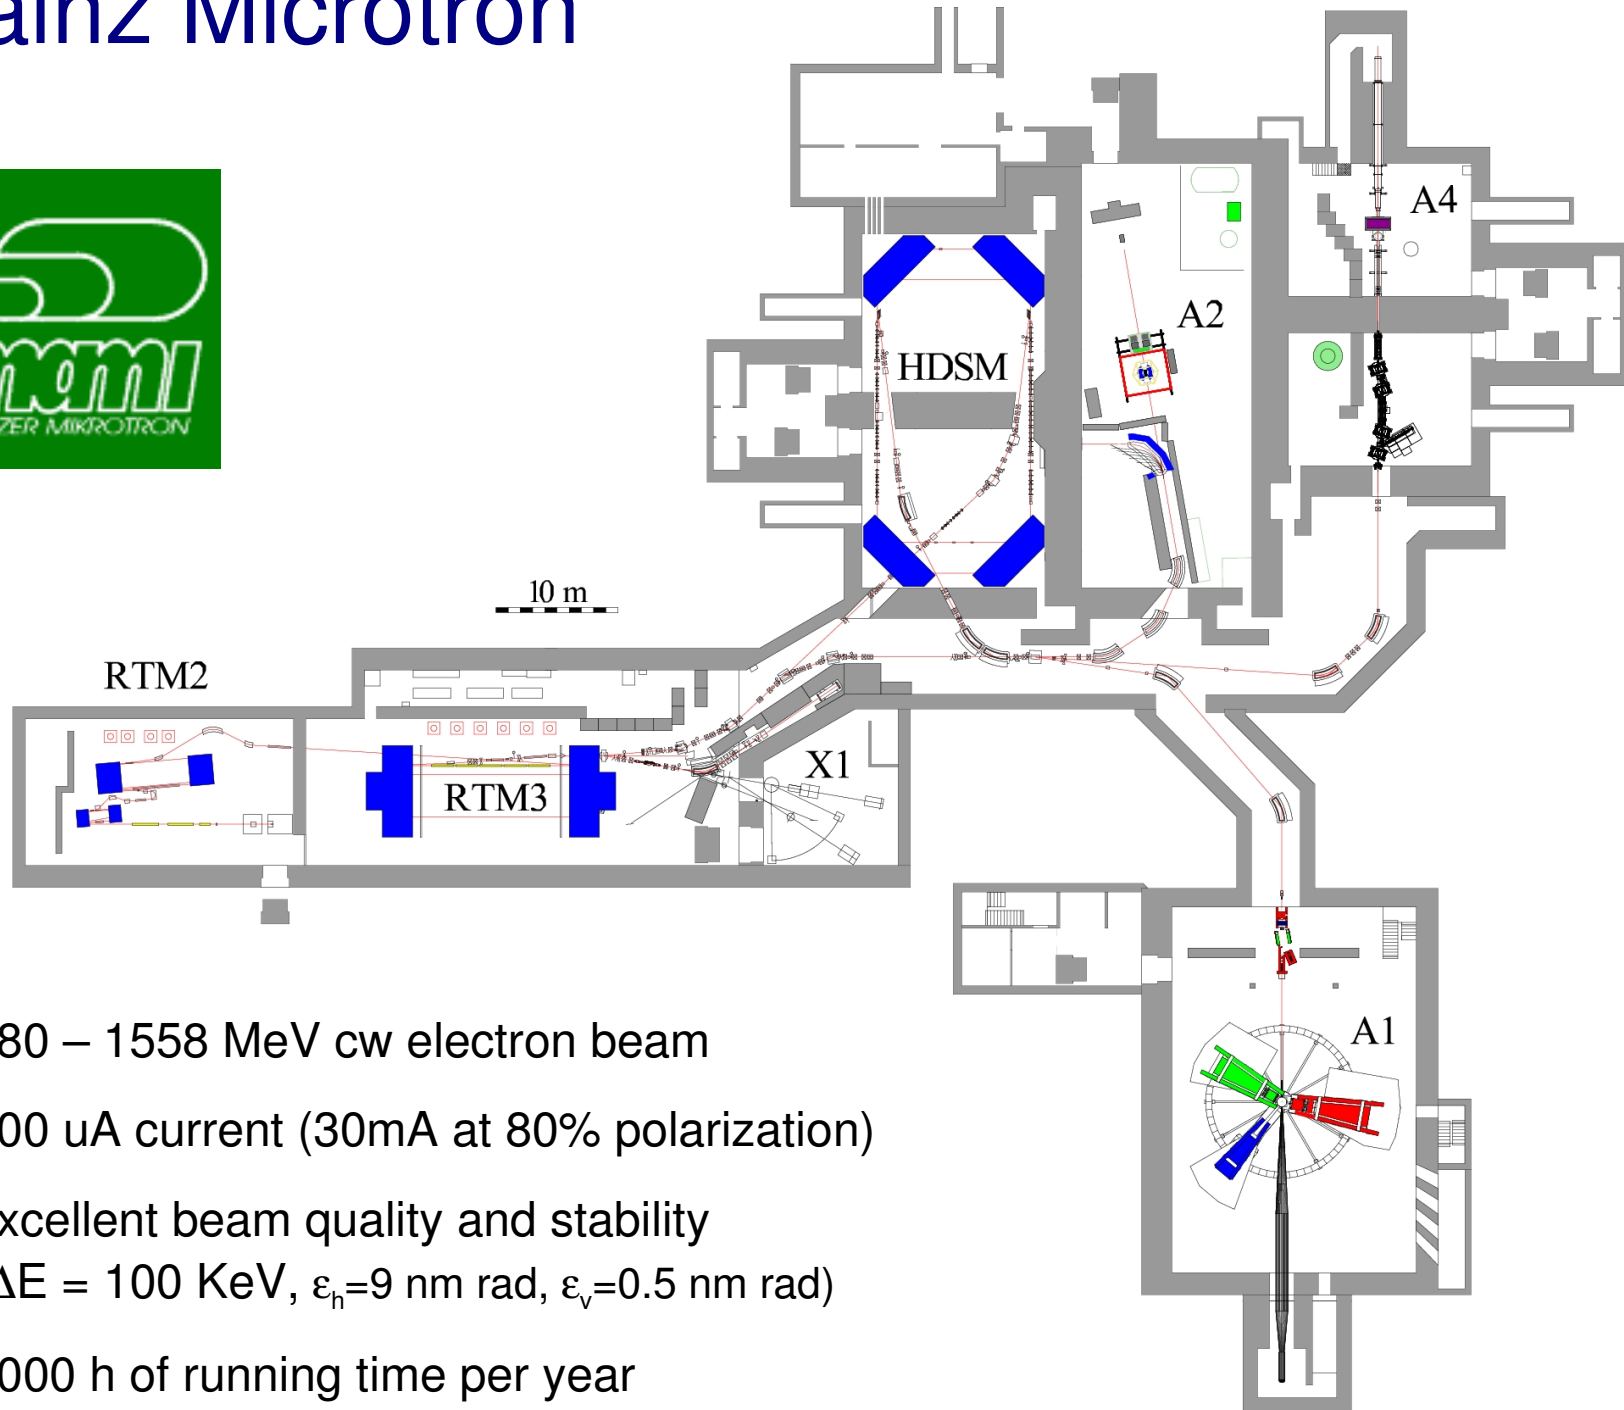 ainz Microtron
mami
ZER MIKROTRON
A4
A2
HDSM
10 m
RTM2
RTM3
X1
A1
80 – 1558 MeV cw electron beam
00 uA current (30mA at 80% polarization)
xcellent beam quality and stability
ΔE = 100 KeV, εh=9 nm rad, εv=0.5 nm rad)
000 h of running time per year